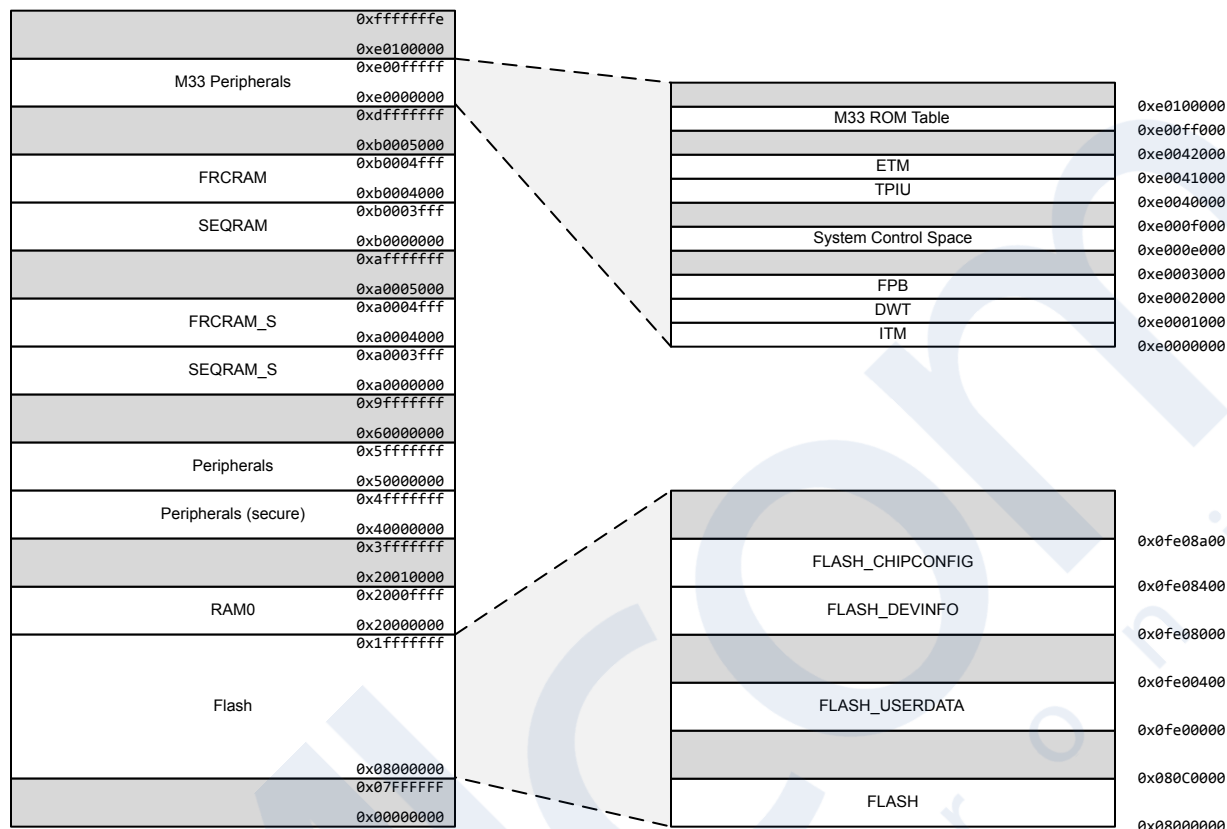 0xfffffffe
0xe0100000
0xe00fffff
M33 Peripherals
0xe0000000
0xdfffffff
0xb0005000
0xb0004fff
FRCRAM
0xb0004000
0xb0003fff
SEQRAM
0xb0000000
0xafffffff
0xa0005000
0xa0004fff
FRCRAM_S
0xa0004000
0xa0003fff
SEQRAM_S
0xa0000000
0x9fffffff
0x60000000
0x5fffffff
Peripherals
0x50000000
0x4fffffff
Peripherals (secure)
0x40000000
0x3fffffff
0x20010000
0x2000ffff
RAM0
0x20000000
0x1fffffff
Flash
0x08000000
0x07FFFFFF
0x00000000
0xe0100000
M33 ROM Table
0xe00ff000
0xe0042000
ETM
0xe0041000
TPIU
0xe0040000
0xe000f000
System Control Space
0xe000e000
0xe0003000
FPB
0xe0002000
DWT
0xe0001000
ITM
0xe0000000
0x0fe08a00
FLASH_CHIPCONFIG
0x0fe08400
FLASH_DEVINFO
0x0fe08000
0x0fe00400
FLASH_USERDATA
0x0fe00000
0x080C0000
FLASH
0x08000000